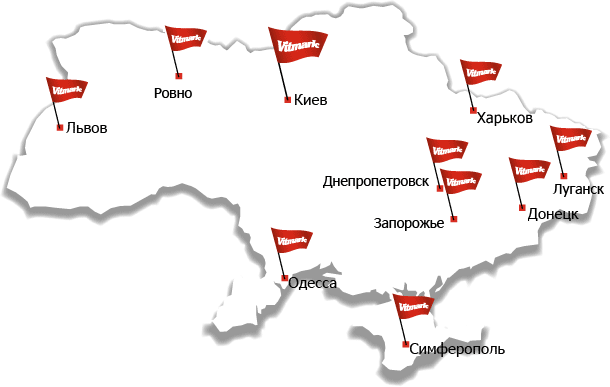 Vitmark
Vitmark
Vitmark
Ровно
Киев
Vitmark
Vitmark
Львов
Харьков
Vitmark
Vitmark
Днепропетровск
Vitmark
Vitmark
Луганск
Запорожье
Донецк
Vitmark
Одесса
Vitmark
Симферополь